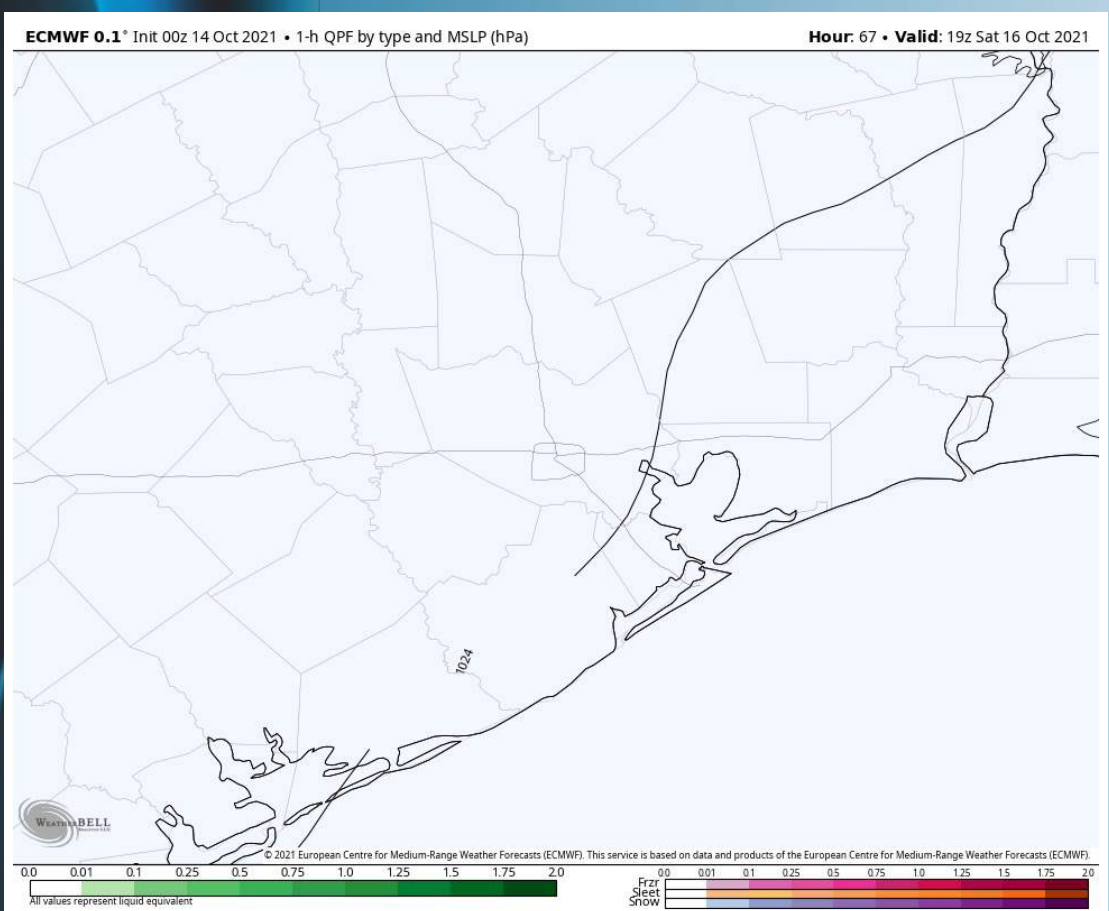 ECMWF 0.1° Init 00z 14 Oct 2021 • 1-h QPF by type and MSLP (hPa)
Hour: 67 • Valid: 19z Sat 16 Oct 2021
1024
WeatherBELL
© 2021 European Centre for Medium-Range Weather Forecasts (ECMWF). This service is based on data and products of the European Centre for Medium-Range Weather Forecasts (ECMWF).
0.0 0.01 0.1 0.25 0.5 0.75 1.0 1.25 1.5 1.75 2.0
All values represent liquid equivalent
0.0 0.01 0.1 0.25 0.5 0.75 1.0 1.25 1.5 1.75 2.0
Frzr
Sleet
Snow